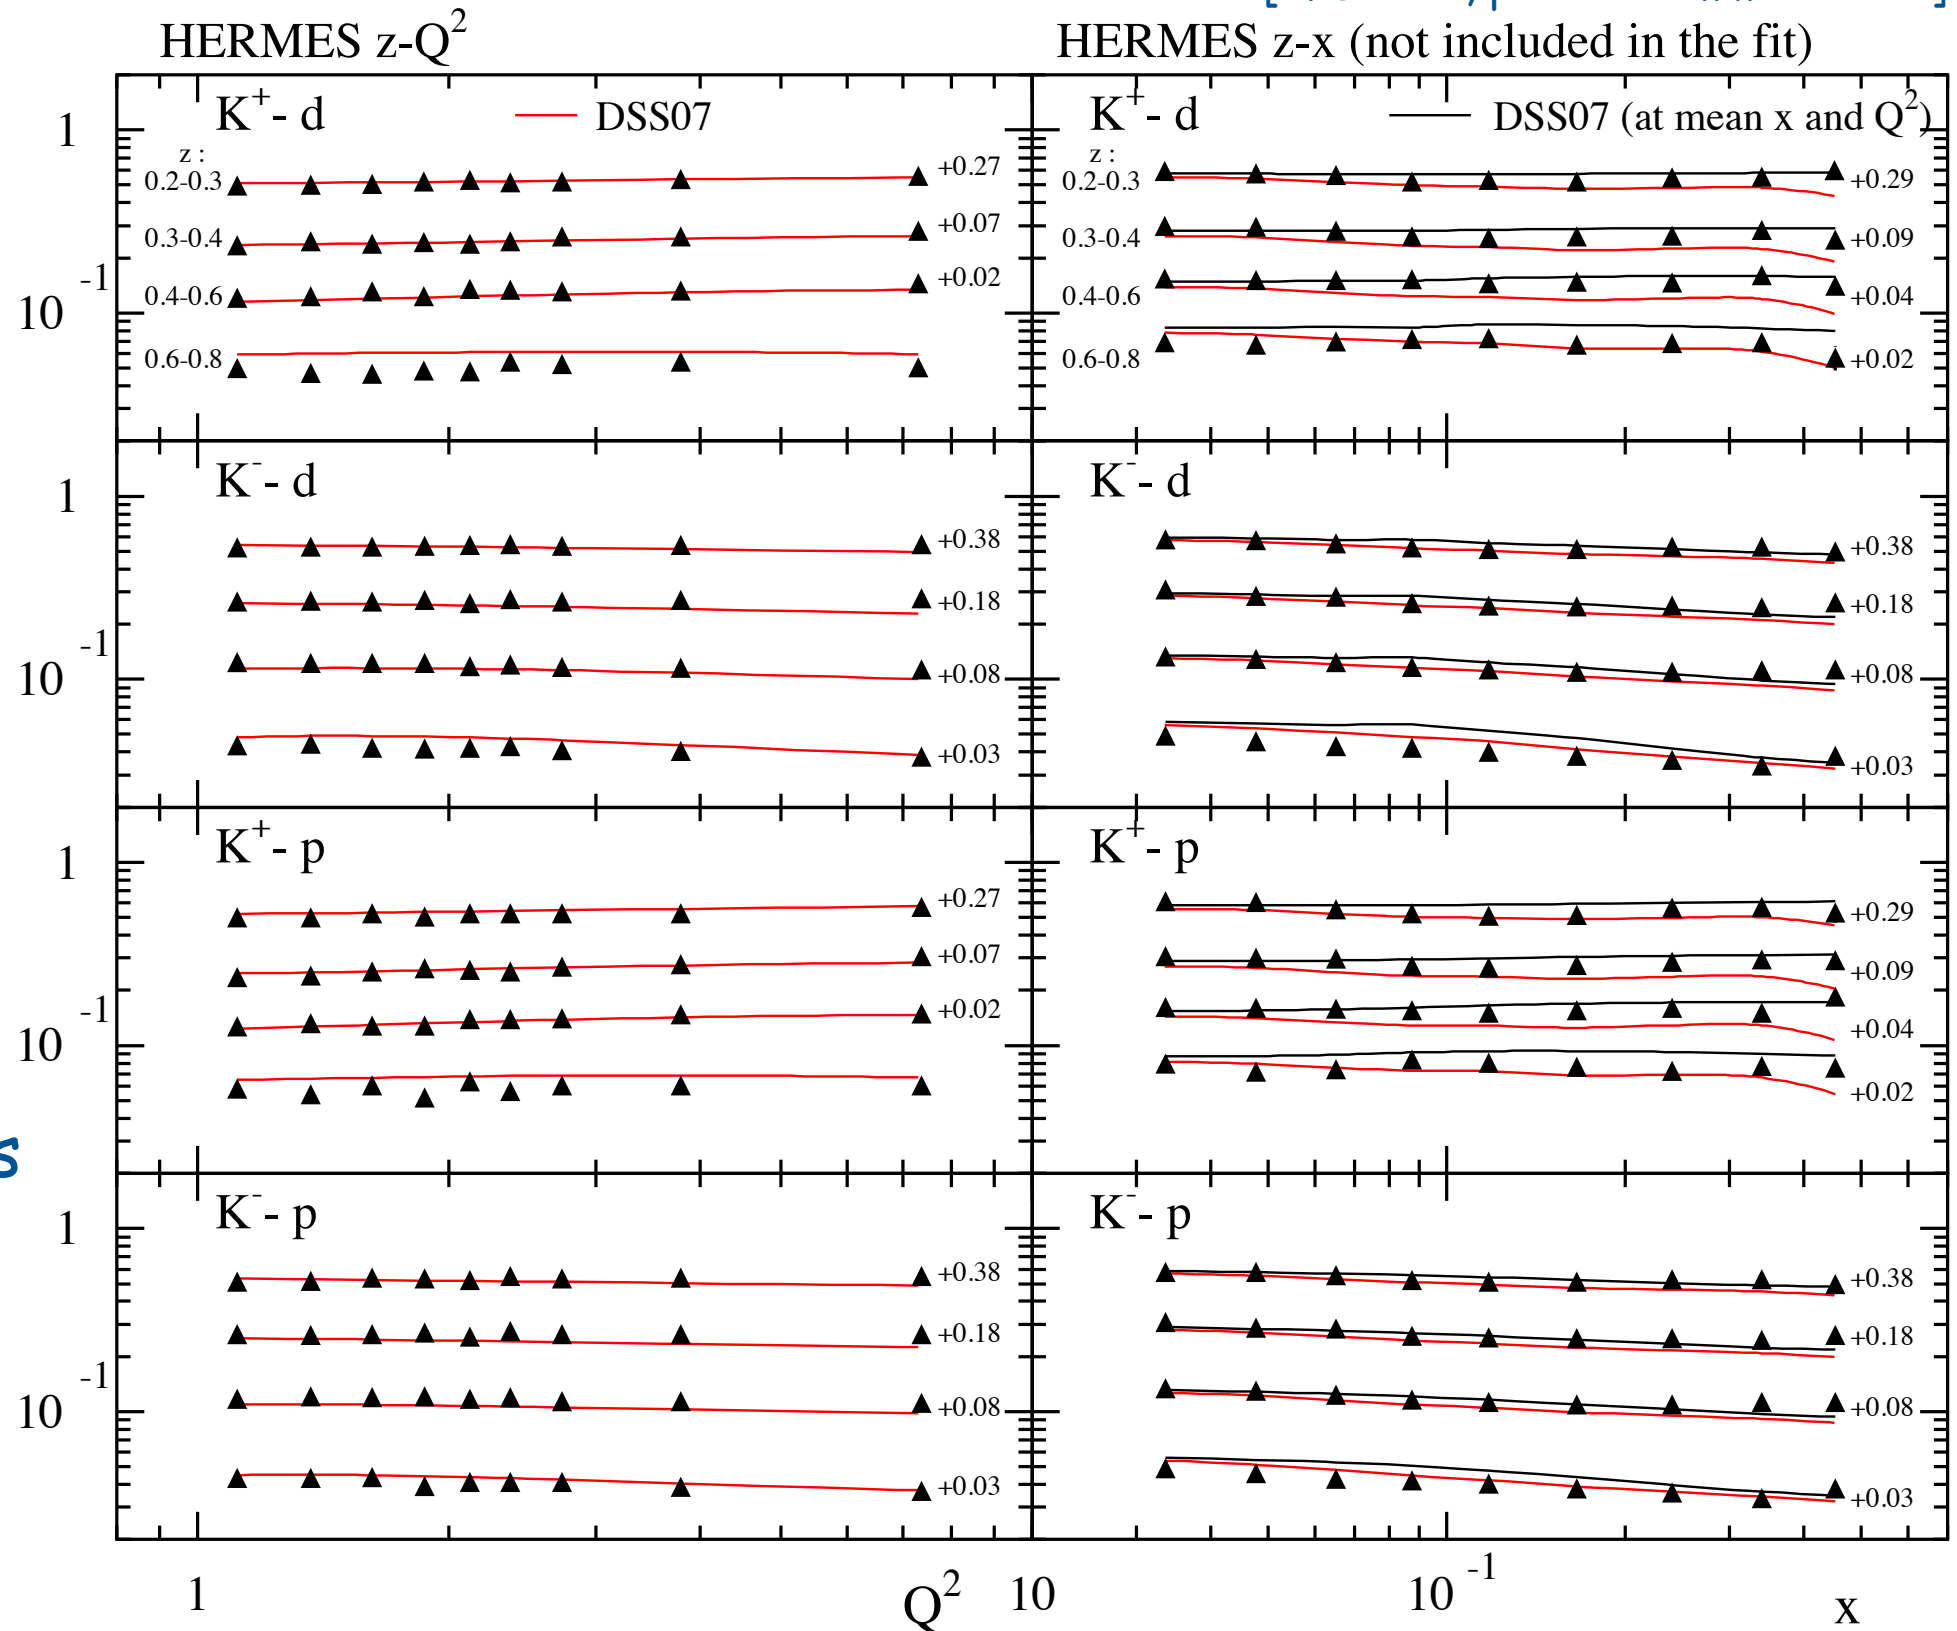 HERMES z-Q²
HERMES z-x (not included in the fit)
K⁺- d
DSS07
z :
0.2-0.3
0.3-0.4
0.4-0.6
0.6-0.8
+0.27
+0.07
+0.02
1
10⁻¹
K⁺- d
DSS07 (at mean x and Q²)
z :
0.2-0.3
0.3-0.4
0.4-0.6
0.6-0.8
+0.29
+0.09
+0.04
+0.02
K⁻- d
1
10⁻¹
+0.38
+0.18
+0.08
+0.03
K⁻- d
+0.38
+0.18
+0.08
+0.03
K⁺- p
1
10⁻¹
+0.27
+0.07
+0.02
K⁺- p
+0.29
+0.09
+0.04
+0.02
s
K⁻- p
1
10⁻¹
+0.38
+0.18
+0.08
+0.03
K⁻- p
+0.38
+0.18
+0.08
+0.03
1
Q²
10
10⁻¹
x